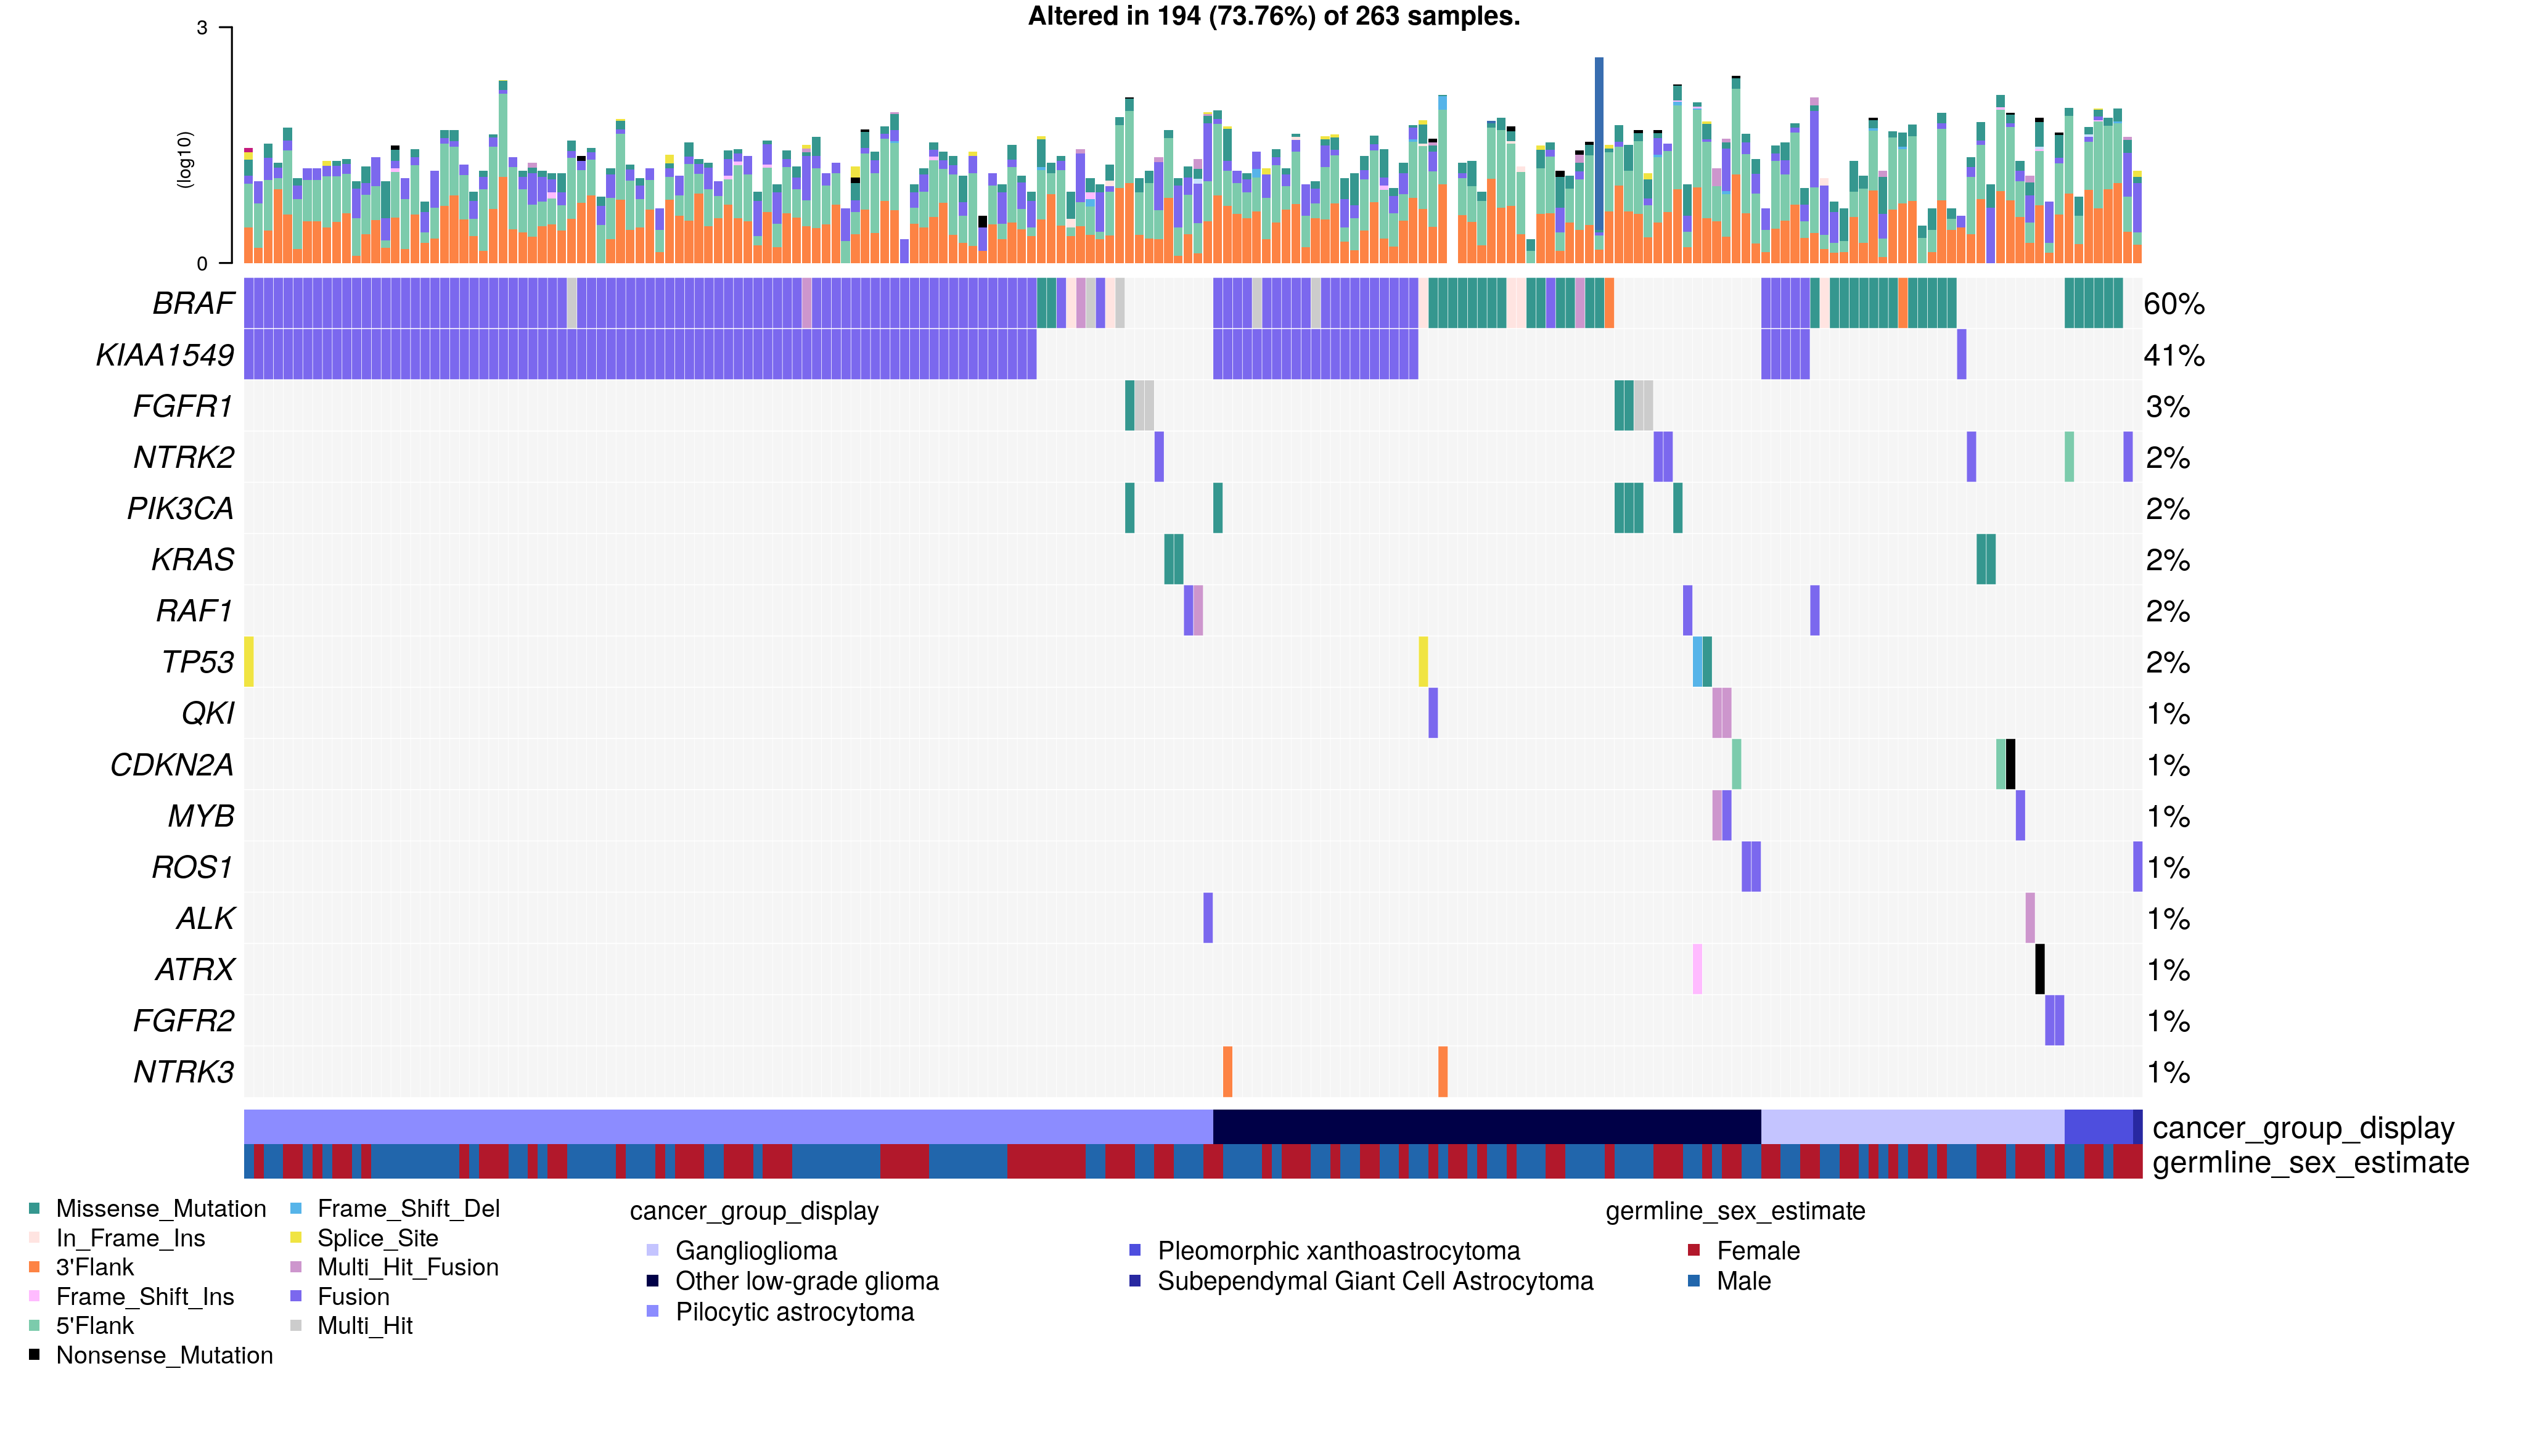 Altered in 194 (73.76%) of 263 samples.
3
(log10)
0
BRAF 60%
KIAA1549 41%
FGFR1 3%
NTRK2 2%
PIK3CA 2%
KRAS 2%
RAF1 2%
TP53 2%
QKI 1%
CDKN2A 1%
MYB 1%
ROS1 1%
ALK 1%
ATRX 1%
FGFR2 1%
NTRK3 1%
cancer_group_display
germline_sex_estimate
Missense_Mutation
In_Frame_Ins
3'Flank
Frame_Shift_Ins
5'Flank
Nonsense_Mutation
Frame_Shift_Del
Splice_Site
Multi_Hit_Fusion
Fusion
Multi_Hit
cancer_group_display
Ganglioglioma
Other low-grade glioma
Pilocytic astrocytoma
Pleomorphic xanthoastrocytoma
Subependymal Giant Cell Astrocytoma
germline_sex_estimate
Female
Male